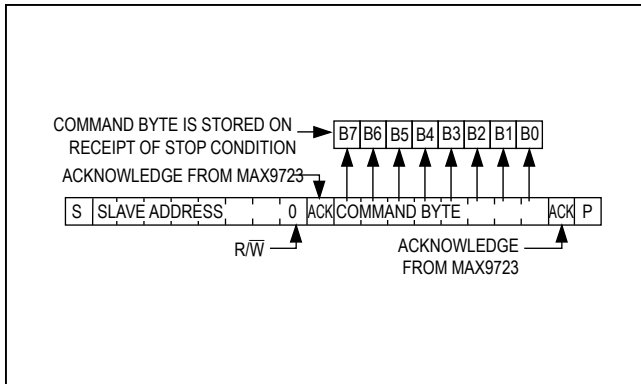 COMMAND BYTE IS STORED ON
RECEIPT OF STOP CONDITION
B7 B6 B5 B4 B3 B2 B1 B0
ACKNOWLEDGE FROM MAX9723
S SLAVE ADDRESS 0 ACK COMMAND BYTE ACK P
R/W̅
ACKNOWLEDGE
FROM MAX9723